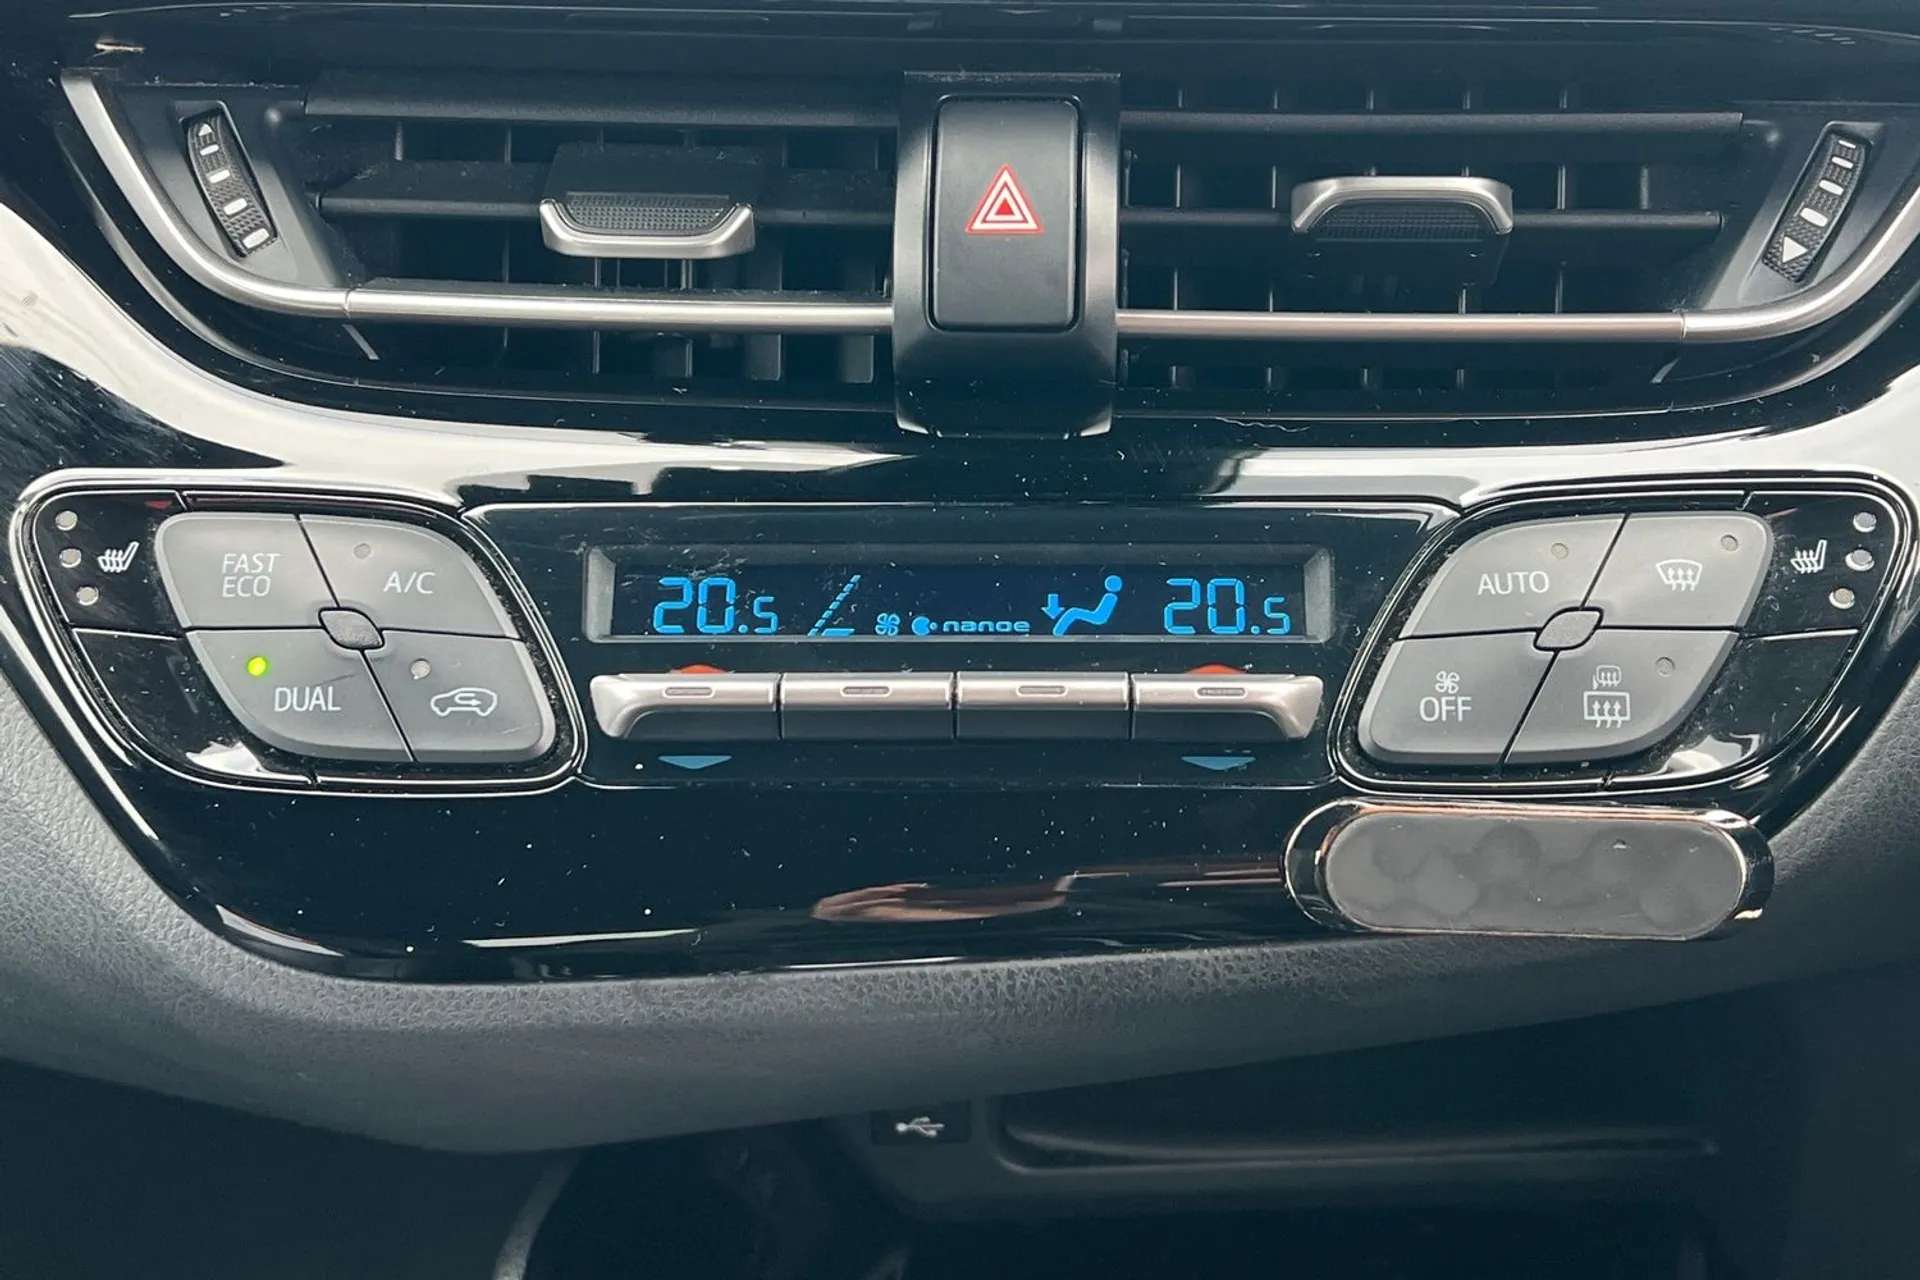 FAST
ECO
A/C
DUAL
20.5
nanoe
20.5
AUTO
OFF